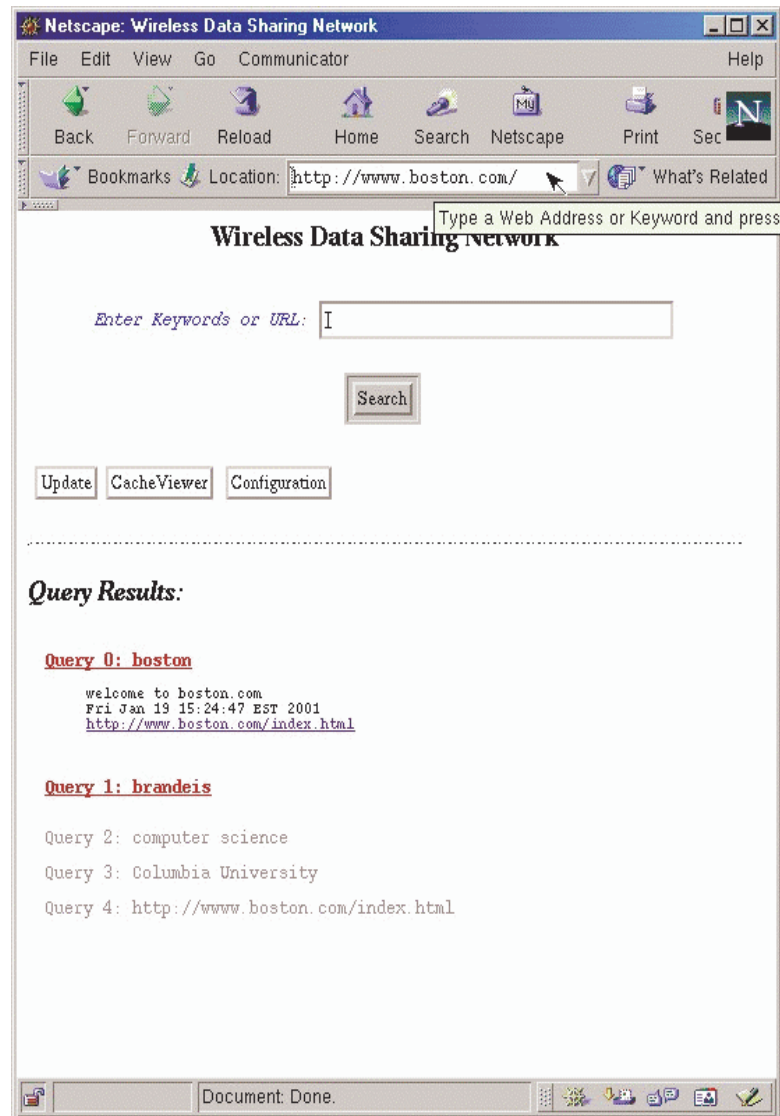 Netscape: Wireless Data Sharing Network
File Edit View Go Communicator Help
My N
Back Forward Reload Home Search Netscape Print Sec
Bookmarks Location: http://www.boston.com/ What's Related
Type a Web Address or Keyword and press
Wireless Data Sharing Network
Enter Keywords or URL:
Search
Update CacheViewer Configuration
Query Results:
Query 0: boston
welcome to boston.com
Fri Jan 19 15:24:47 EST 2001
http://www.boston.com/index.html
Query 1: brandeis
Query 2: computer science
Query 3: Columbia University
Query 4: http://www.boston.com/index.html
Document: Done.